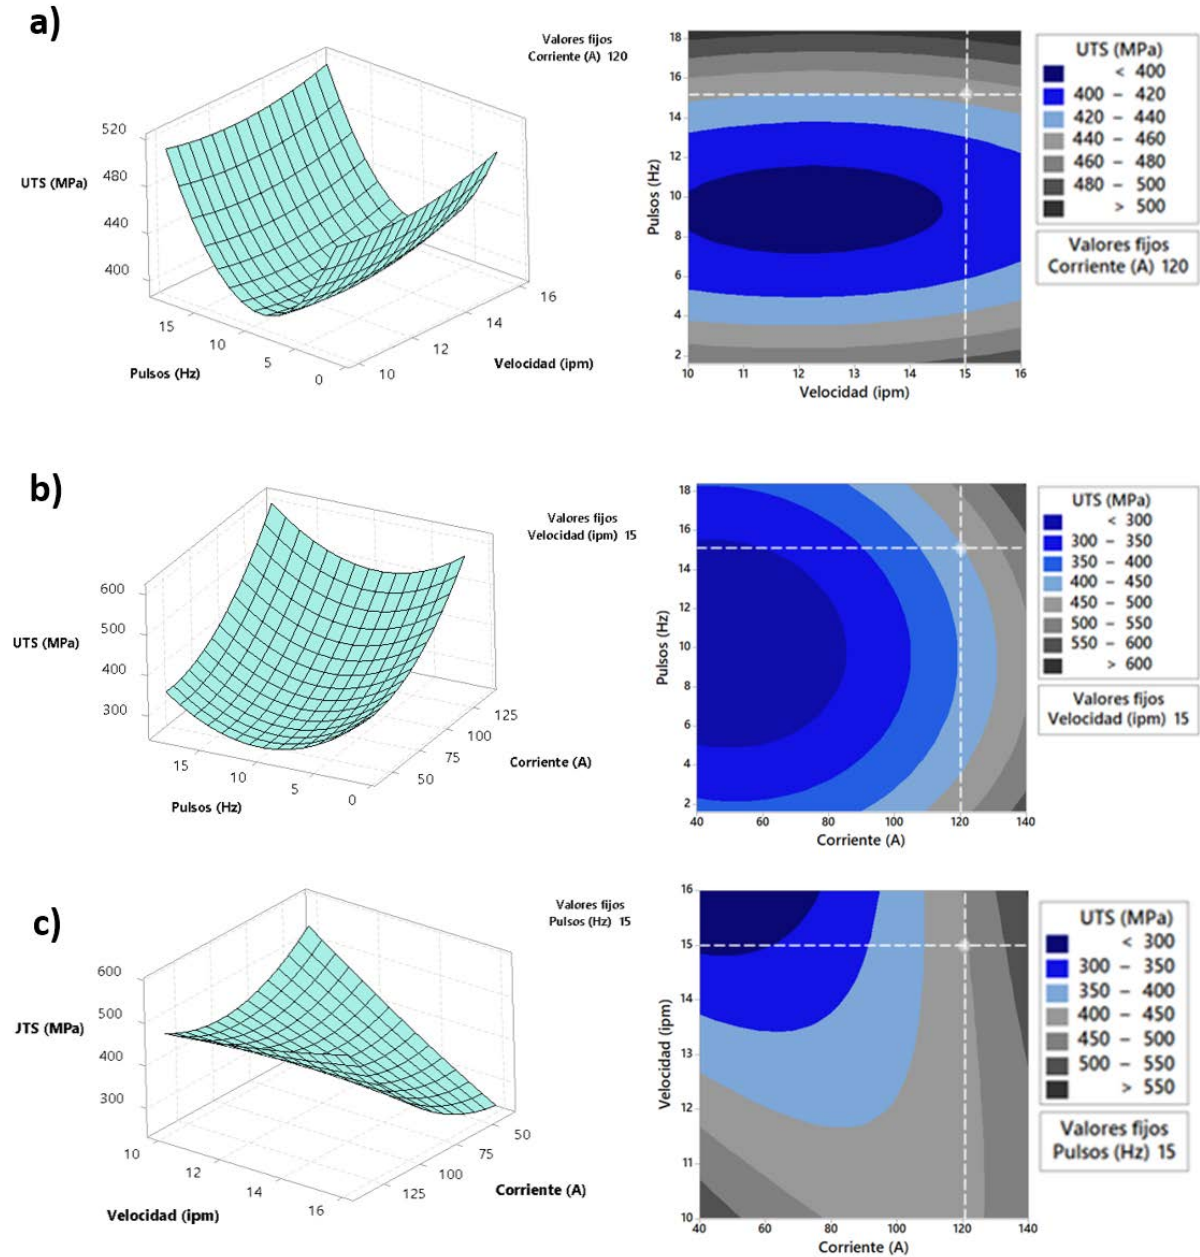 a)
Valores fijos
Corriente (A) 120
UTS (MPa)
520
480
440
400
15
10
5
0
Pulsos (Hz)
10
12
14
16
Velocidad (ipm)
Pulsos (Hz)
18
16
14
12
10
8
6
4
2
10 11 12 13 14 15 16
Velocidad (ipm)
UTS (MPa)
< 400
400 – 420
420 – 440
440 – 460
460 – 480
480 – 500
> 500
Valores fijos
Corriente (A) 120
b)
Valores fijos
Velocidad (ipm) 15
UTS (MPa)
600
500
400
300
15
10
5
0
Pulsos (Hz)
50
75
100
125
Corriente (A)
Pulsos (Hz)
18
16
14
12
10
8
6
4
2
40 60 80 100 120 140
Corriente (A)
UTS (MPa)
< 300
300 – 350
350 – 400
400 – 450
450 – 500
500 – 550
550 – 600
> 600
Valores fijos
Velocidad (ipm) 15
c)
Valores fijos
Pulsos (Hz) 15
JTS (MPa)
600
500
400
300
10
12
14
16
Velocidad (ipm)
125
100
75
50
Corriente (A)
Velocidad (ipm)
16
15
14
13
12
11
10
40 60 80 100 120 140
Corriente (A)
UTS (MPa)
< 300
300 – 350
350 – 400
400 – 450
450 – 500
500 – 550
> 550
Valores fijos
Pulsos (Hz) 15